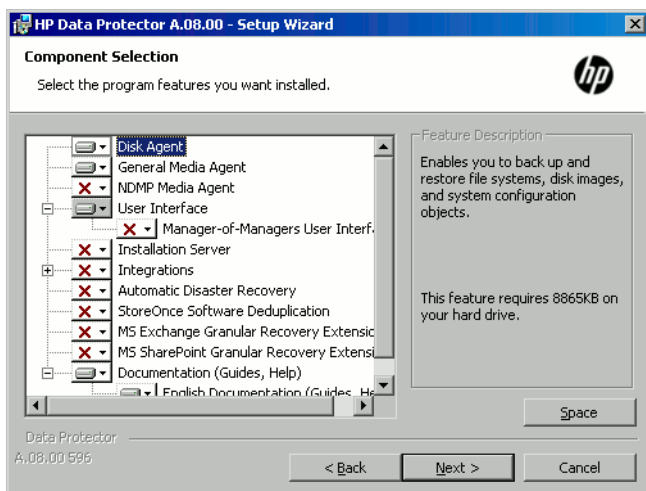 HP Data Protector A.08.00 - Setup Wizard
Component Selection
Select the program features you want installed.
hp
Disk Agent
General Media Agent
NDMP Media Agent
User Interface
Manager-of-Managers User Interf
Installation Server
Integrations
Automatic Disaster Recovery
StoreOnce Software Deduplication
MS Exchange Granular Recovery Extensic
MS SharePoint Granular Recovery Extensi
Documentation (Guides, Help)
English Documentation (Guides, He
Feature Description
Enables you to back up and
restore file systems, disk images,
and system configuration
objects.
This feature requires 8865KB on
your hard drive.
Space
Data Protector
A.08.00 596
< Back
Next >
Cancel